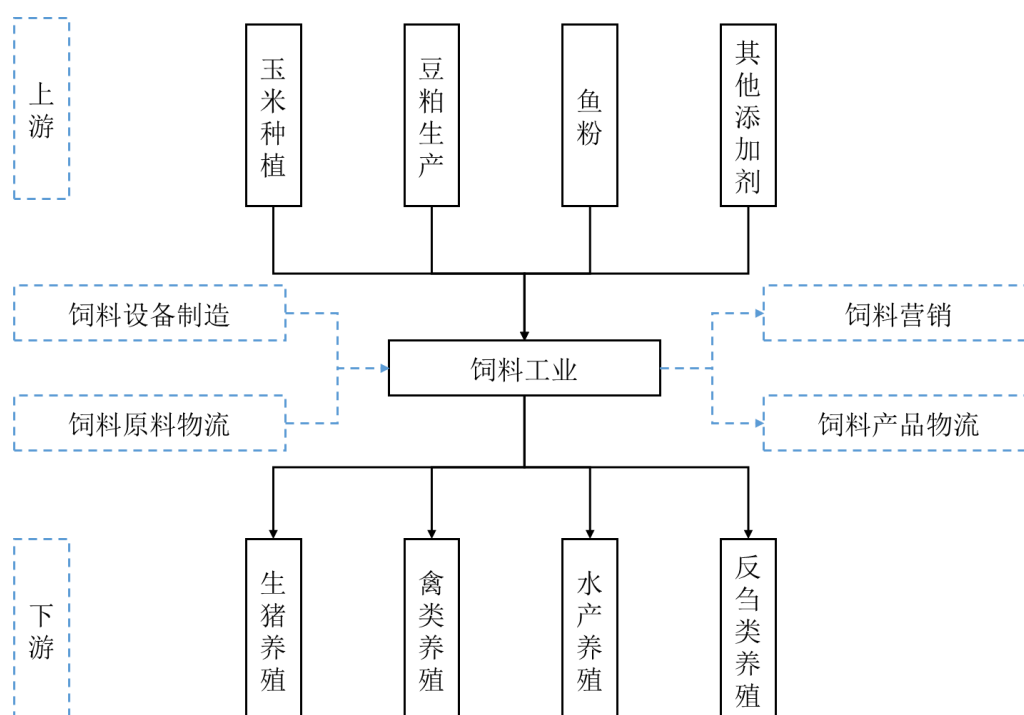 上游
玉米种植
豆粕生产
鱼粉
其他添加剂
饲料设备制造
饲料营销
饲料工业
饲料原料物流
饲料产品物流
下游
生猪养殖
禽类养殖
水产养殖
反刍类养殖